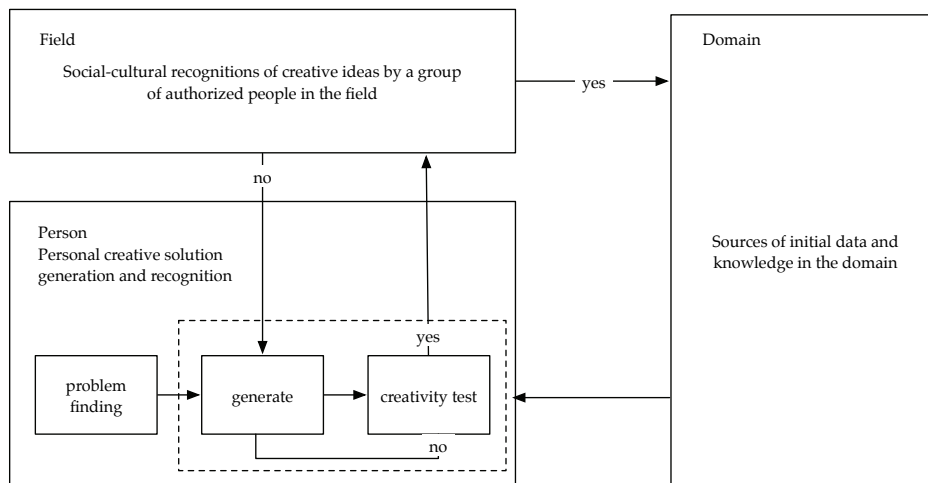 Field
Social-cultural recognitions of creative ideas by a group
of authorized people in the field
yes
Domain
no
Person
Personal creative solution
generation and recognition
Sources of initial data and
knowledge in the domain
yes
problem
finding
generate
creativity test
no